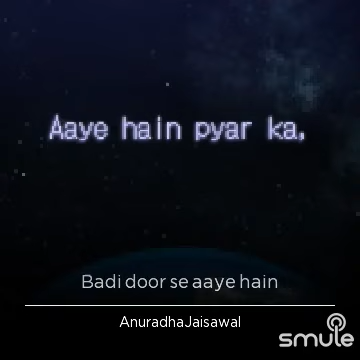 Aaye hain pyar ka,
Badi door se aaye hain
AnuradhaJaisawal
smule